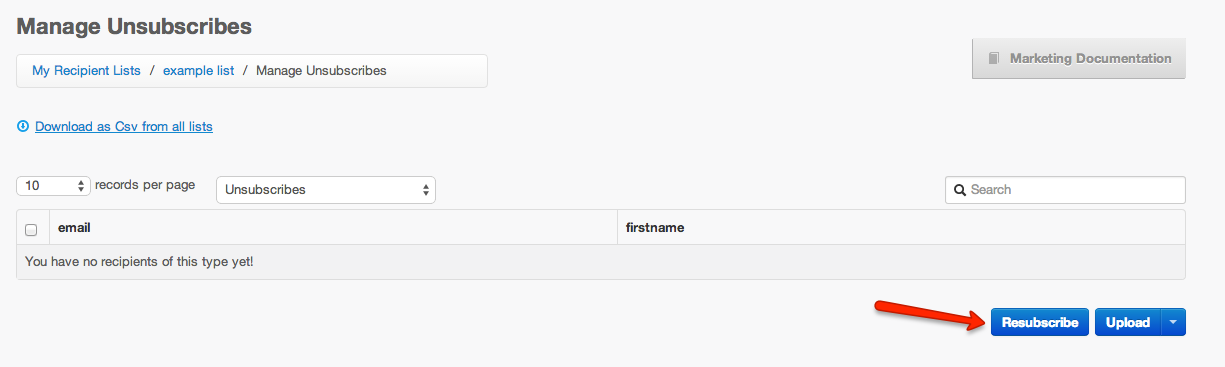 Manage Unsubscribes
My Recipient Lists / example list / Manage Unsubscribes
Marketing Documentation
Download as Csv from all lists
10 records per page Unsubscribes Search
email firstname
You have no recipients of this type yet!
Resubscribe Upload